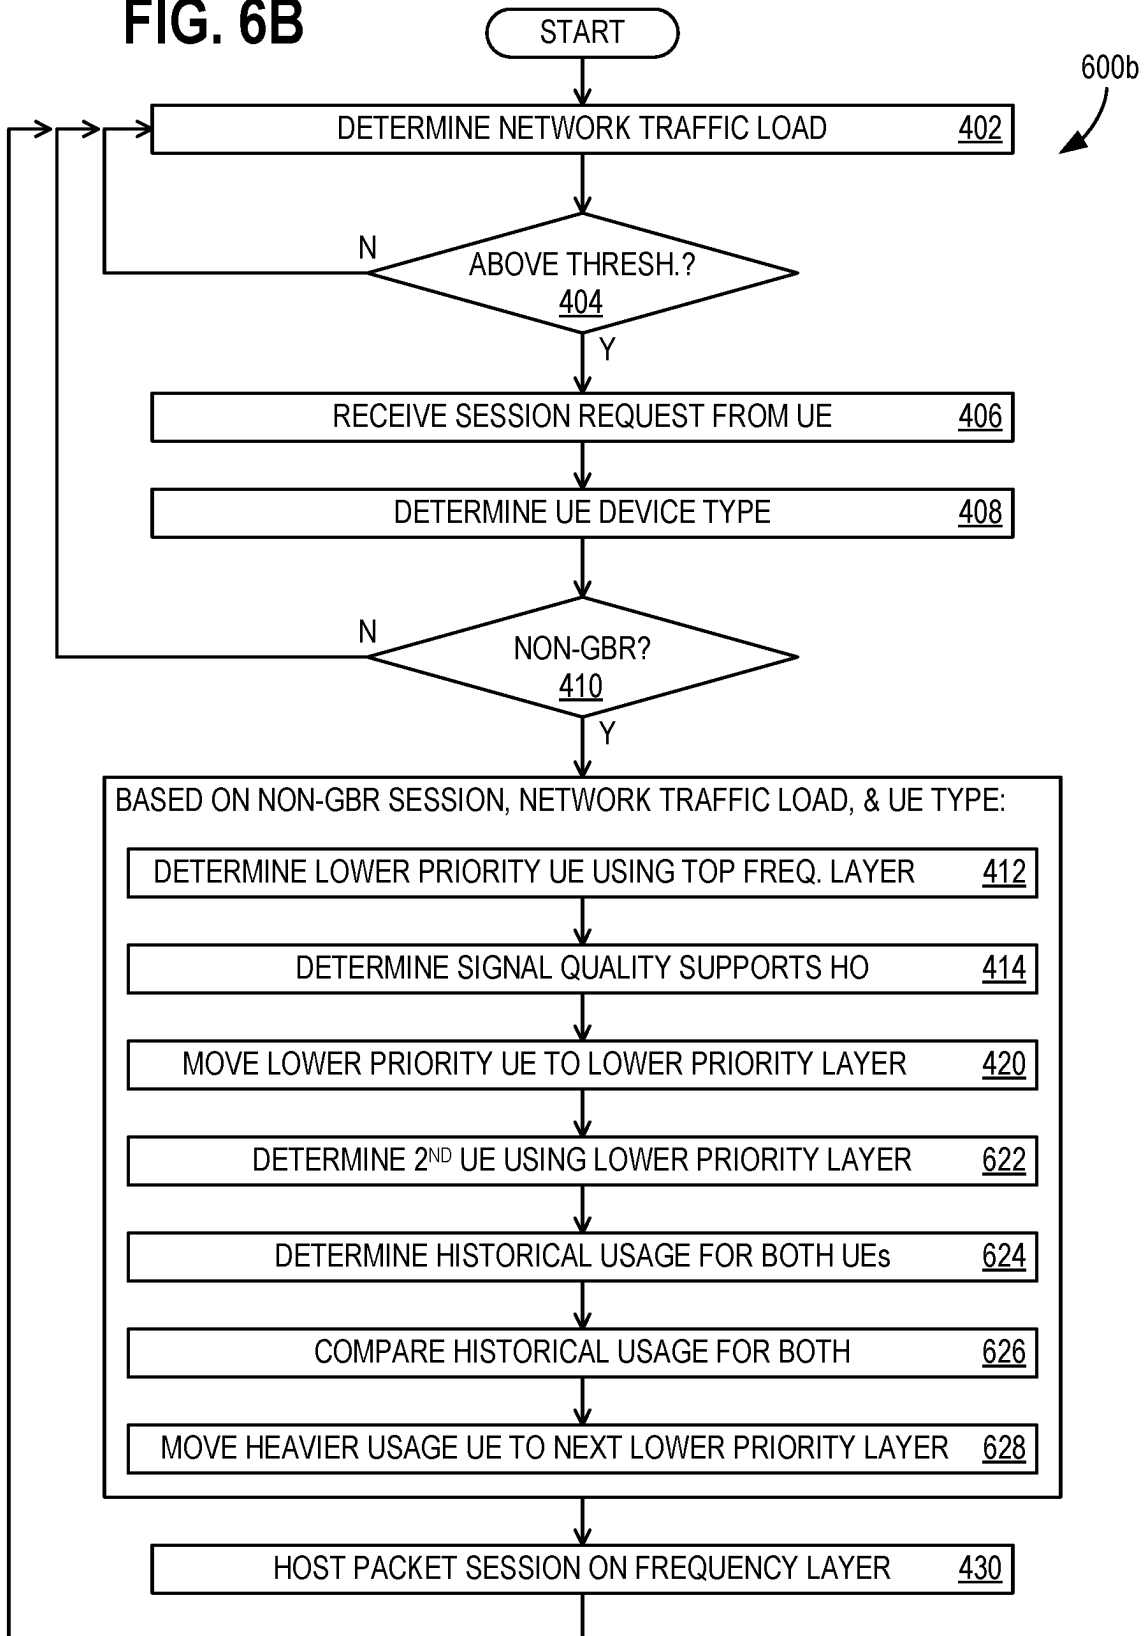 FIG. 6B
START
600b
DETERMINE NETWORK TRAFFIC LOAD 402
N
ABOVE THRESH.?
404
Y
RECEIVE SESSION REQUEST FROM UE 406
DETERMINE UE DEVICE TYPE 408
N
NON-GBR?
410
Y
BASED ON NON-GBR SESSION, NETWORK TRAFFIC LOAD, & UE TYPE:
DETERMINE LOWER PRIORITY UE USING TOP FREQ. LAYER 412
DETERMINE SIGNAL QUALITY SUPPORTS HO 414
MOVE LOWER PRIORITY UE TO LOWER PRIORITY LAYER 420
DETERMINE 2ND UE USING LOWER PRIORITY LAYER 622
DETERMINE HISTORICAL USAGE FOR BOTH UEs 624
COMPARE HISTORICAL USAGE FOR BOTH 626
MOVE HEAVIER USAGE UE TO NEXT LOWER PRIORITY LAYER 628
HOST PACKET SESSION ON FREQUENCY LAYER 430